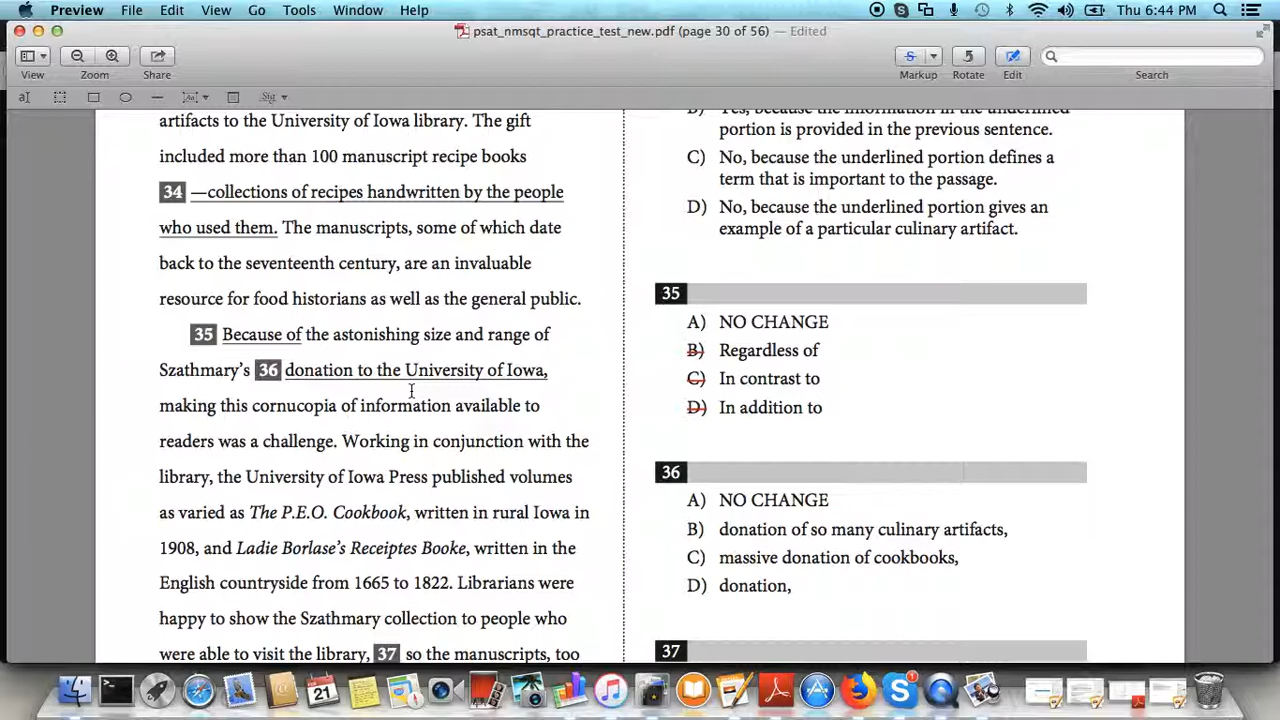 Preview File Edit View Go Tools Window Help Thu 6:44 PM
psat_nmsqt_practice_test_new.pdf (page 30 of 56) — Edited
View Zoom Share Markup Rotate Edit Search
artifacts to the University of Iowa library. The gift
included more than 100 manuscript recipe books
34 —collections of recipes handwritten by the people
who used them. The manuscripts, some of which date
back to the seventeenth century, are an invaluable
resource for food historians as well as the general public.
35 Because of the astonishing size and range of
Szathmary’s 36 donation to the University of Iowa,
making this cornucopia of information available to
readers was a challenge. Working in conjunction with the
library, the University of Iowa Press published volumes
as varied as The P.E.O. Cookbook, written in rural Iowa in
1908, and Ladie Borlase’s Receiptes Booke, written in the
English countryside from 1665 to 1822. Librarians were
happy to show the Szathmary collection to people who
were able to visit the library, 37 so the manuscripts, too
B) Yes, because the information in the underlined
portion is provided in the previous sentence.
C) No, because the underlined portion defines a
term that is important to the passage.
D) No, because the underlined portion gives an
example of a particular culinary artifact.
35
A) NO CHANGE
B) Regardless of
C) In contrast to
D) In addition to
36
A) NO CHANGE
B) donation of so many culinary artifacts,
C) massive donation of cookbooks,
D) donation,
37